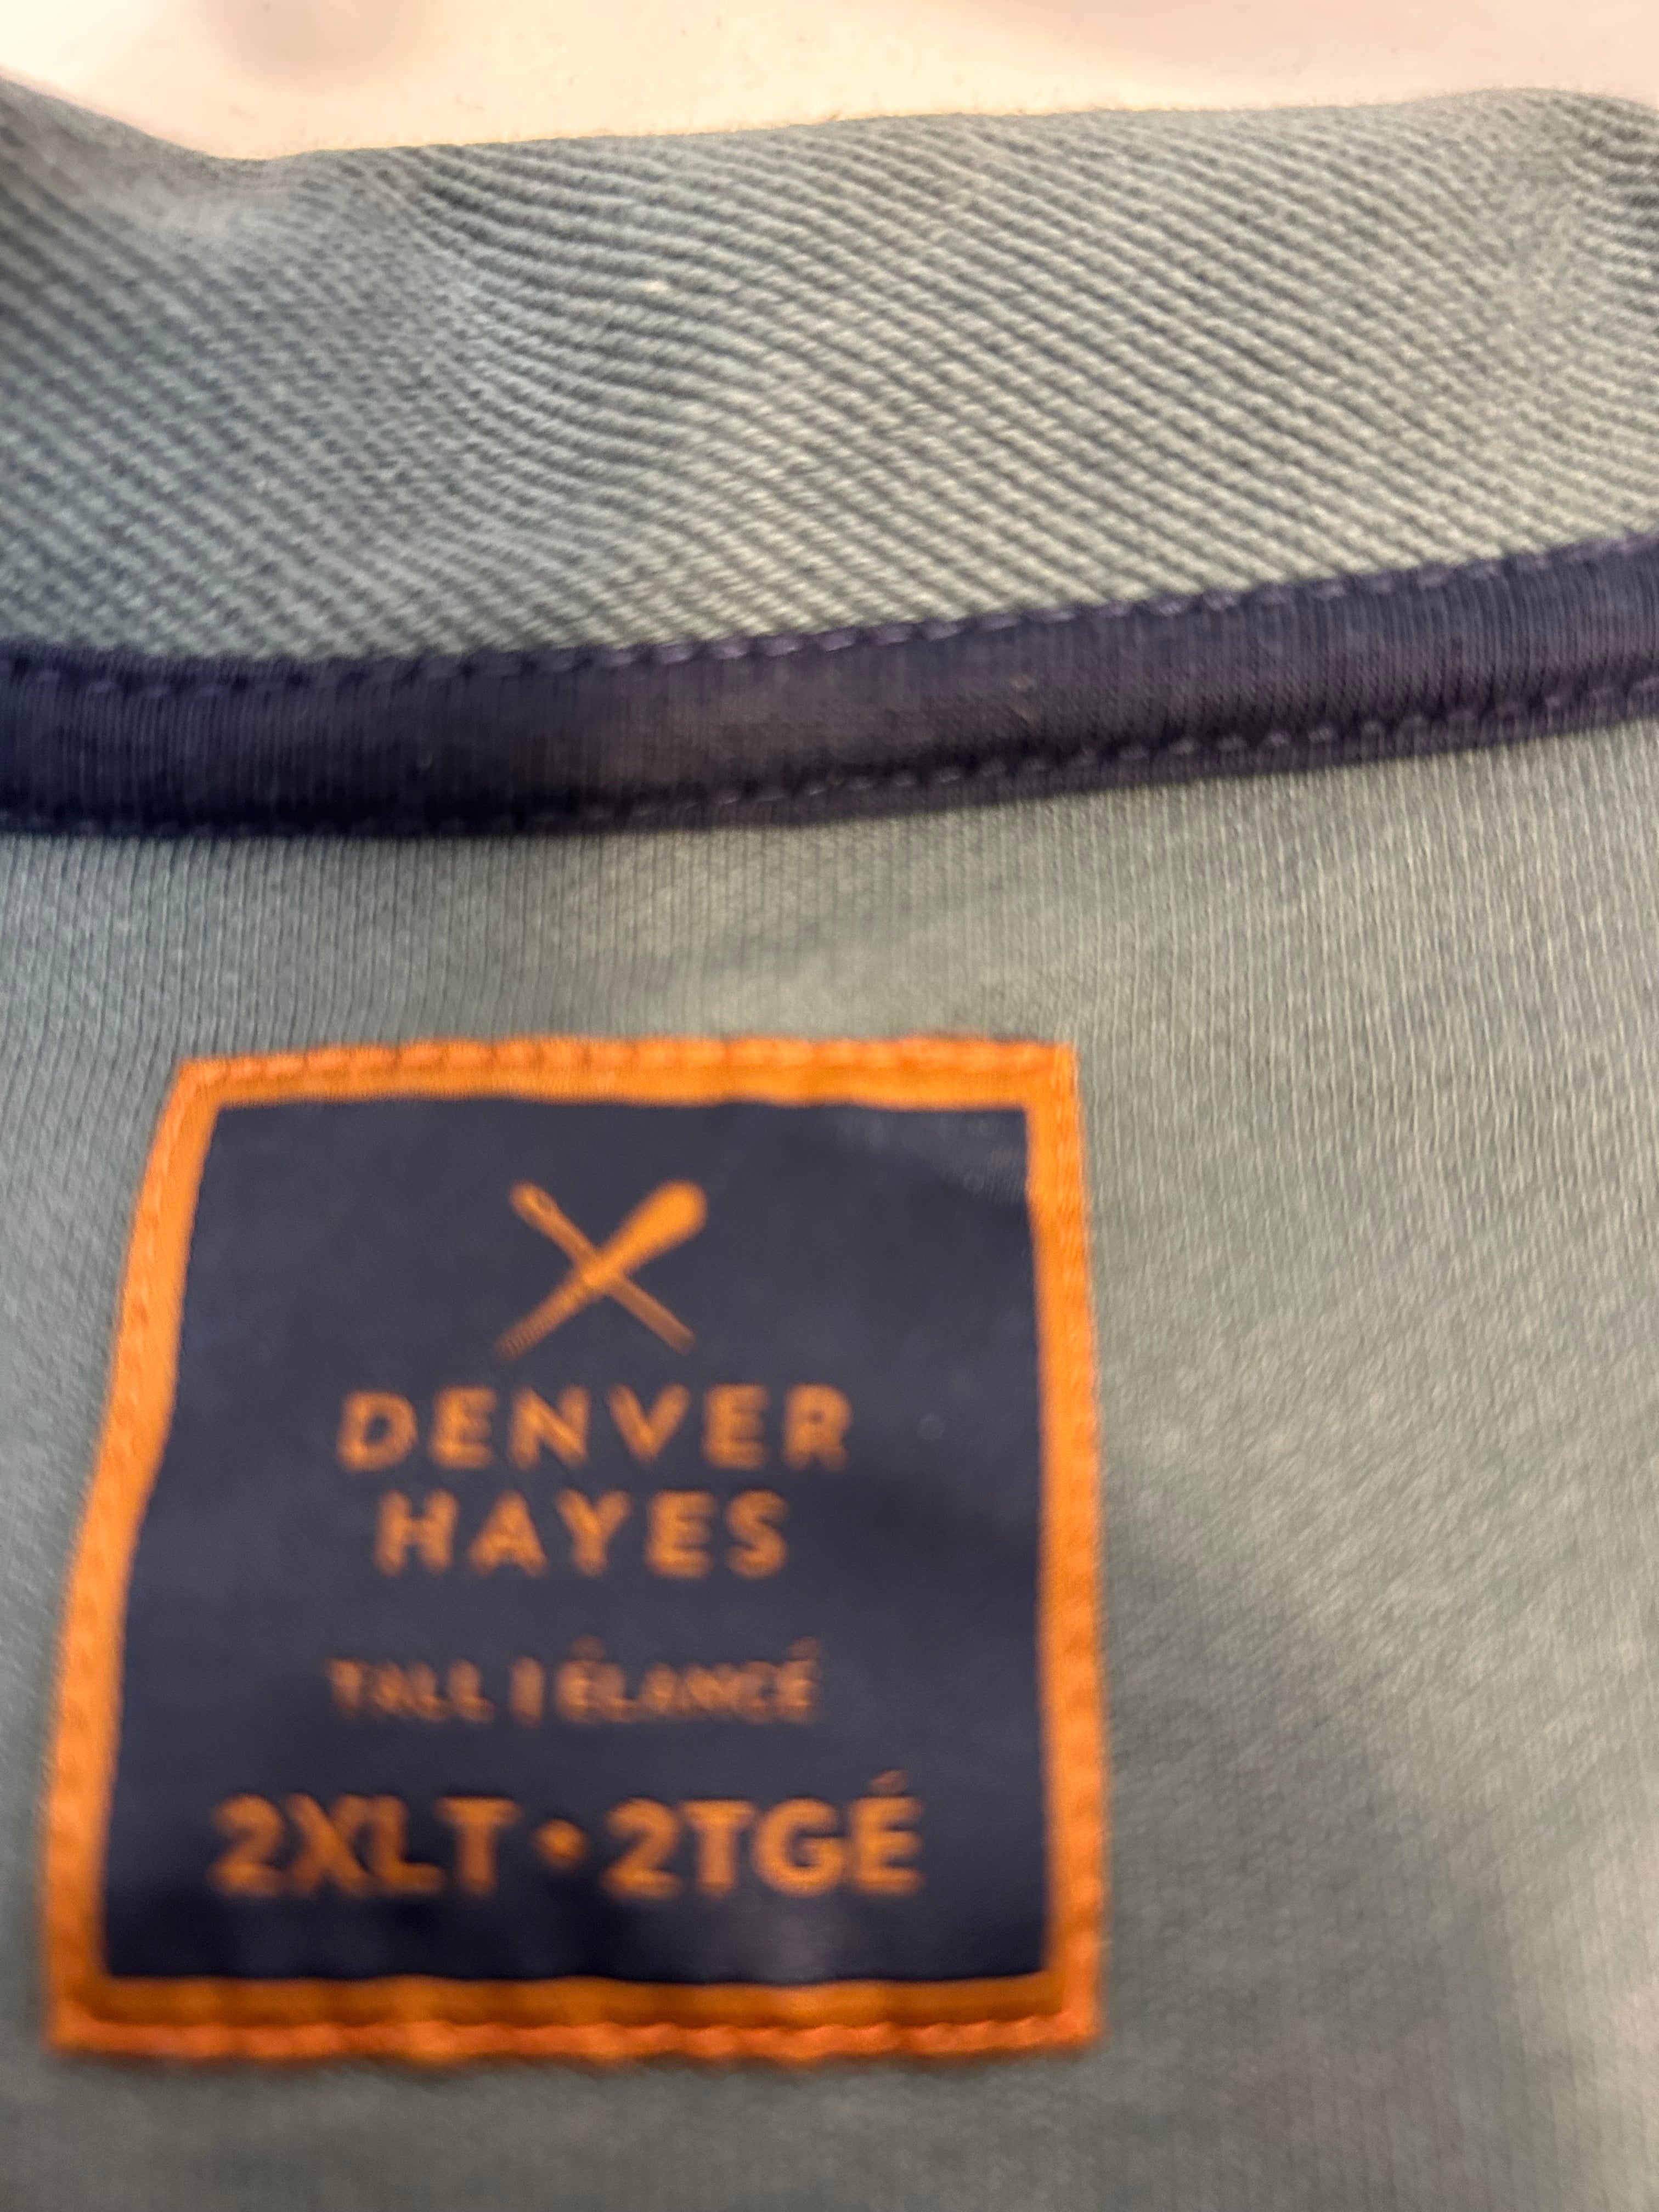 DENVER
HAYES
TALL | ÉLANCÉ
2XLT • 2TGÉ